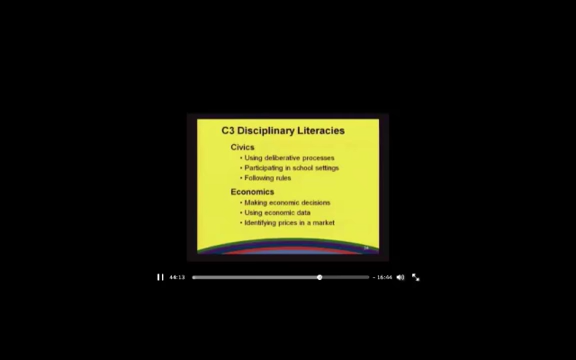 C3 Disciplinary Literacies
Civics
• Using deliberative processes
• Participating in school settings
• Following rules
Economics
• Making economic decisions
• Using economic data
• Identifying prices in a market
44:13
- 16:44